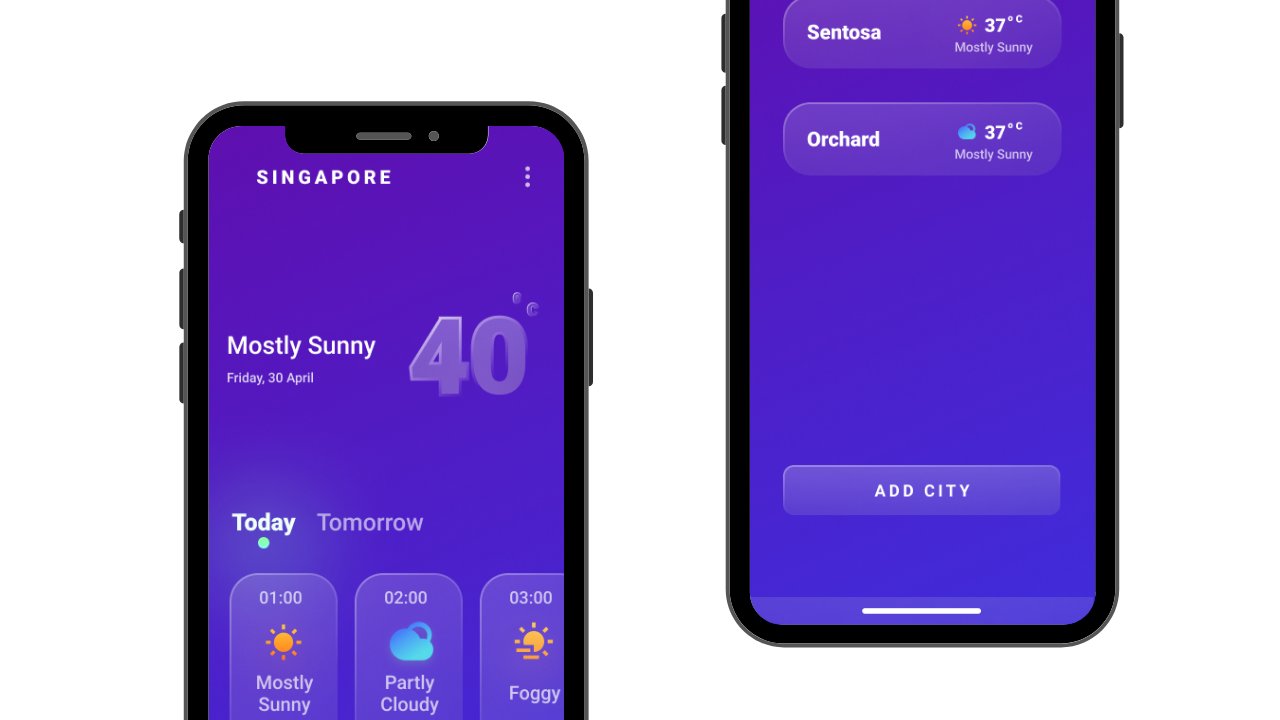 SINGAPORE
Mostly Sunny
Friday, 30 April
40°C
Today Tomorrow
01:00
Mostly
Sunny
02:00
Partly
Cloudy
03:00
Foggy
Sentosa
37°C
Mostly Sunny
Orchard
37°C
Mostly Sunny
ADD CITY